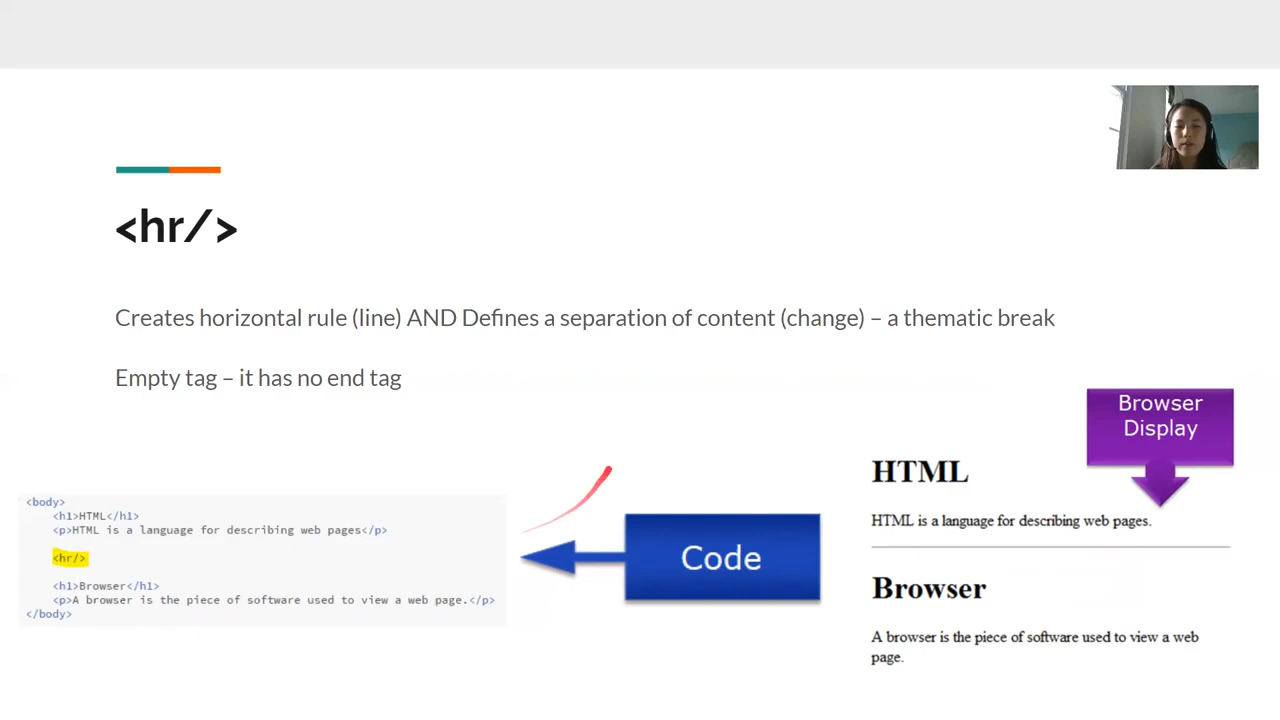 <hr/>
Creates horizontal rule (line) AND Defines a separation of content (change) – a thematic break
Empty tag – it has no end tag
<body>
<h1>HTML</h1>
<p>HTML is a language for describing web pages</p>
<hr/>
<h1>Browser</h1>
<p>A browser is the piece of software used to view a web page.</p>
</body>
Code
Browser
Display
HTML
HTML is a language for describing web pages.
Browser
A browser is the piece of software used to view a web
page.